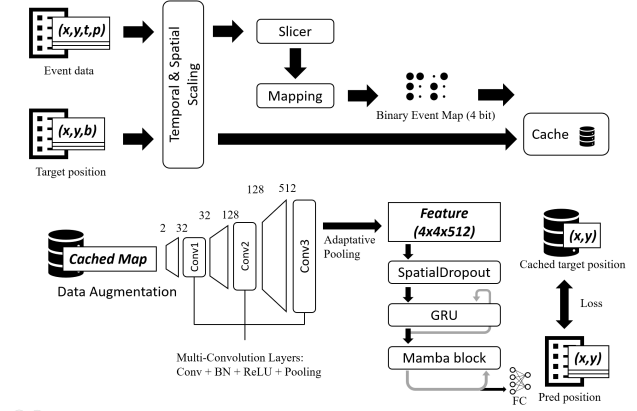 (x,y,t,p)
Event data
Temporal & Spatial
Scaling
Slicer
Mapping
Binary Event Map (4 bit)
(x,y,b)
Target position
Cache
2
32
32
128
128
512
Cached Map
Data Augmentation
Conv1
Conv2
Conv3
Multi-Convolution Layers:
Conv + BN + ReLU + Pooling
Adaptative
Pooling
Feature
(4x4x512)
SpatialDropout
GRU
Mamba block
FC
(x,y)
Cached target position
Loss
(x,y)
Pred position